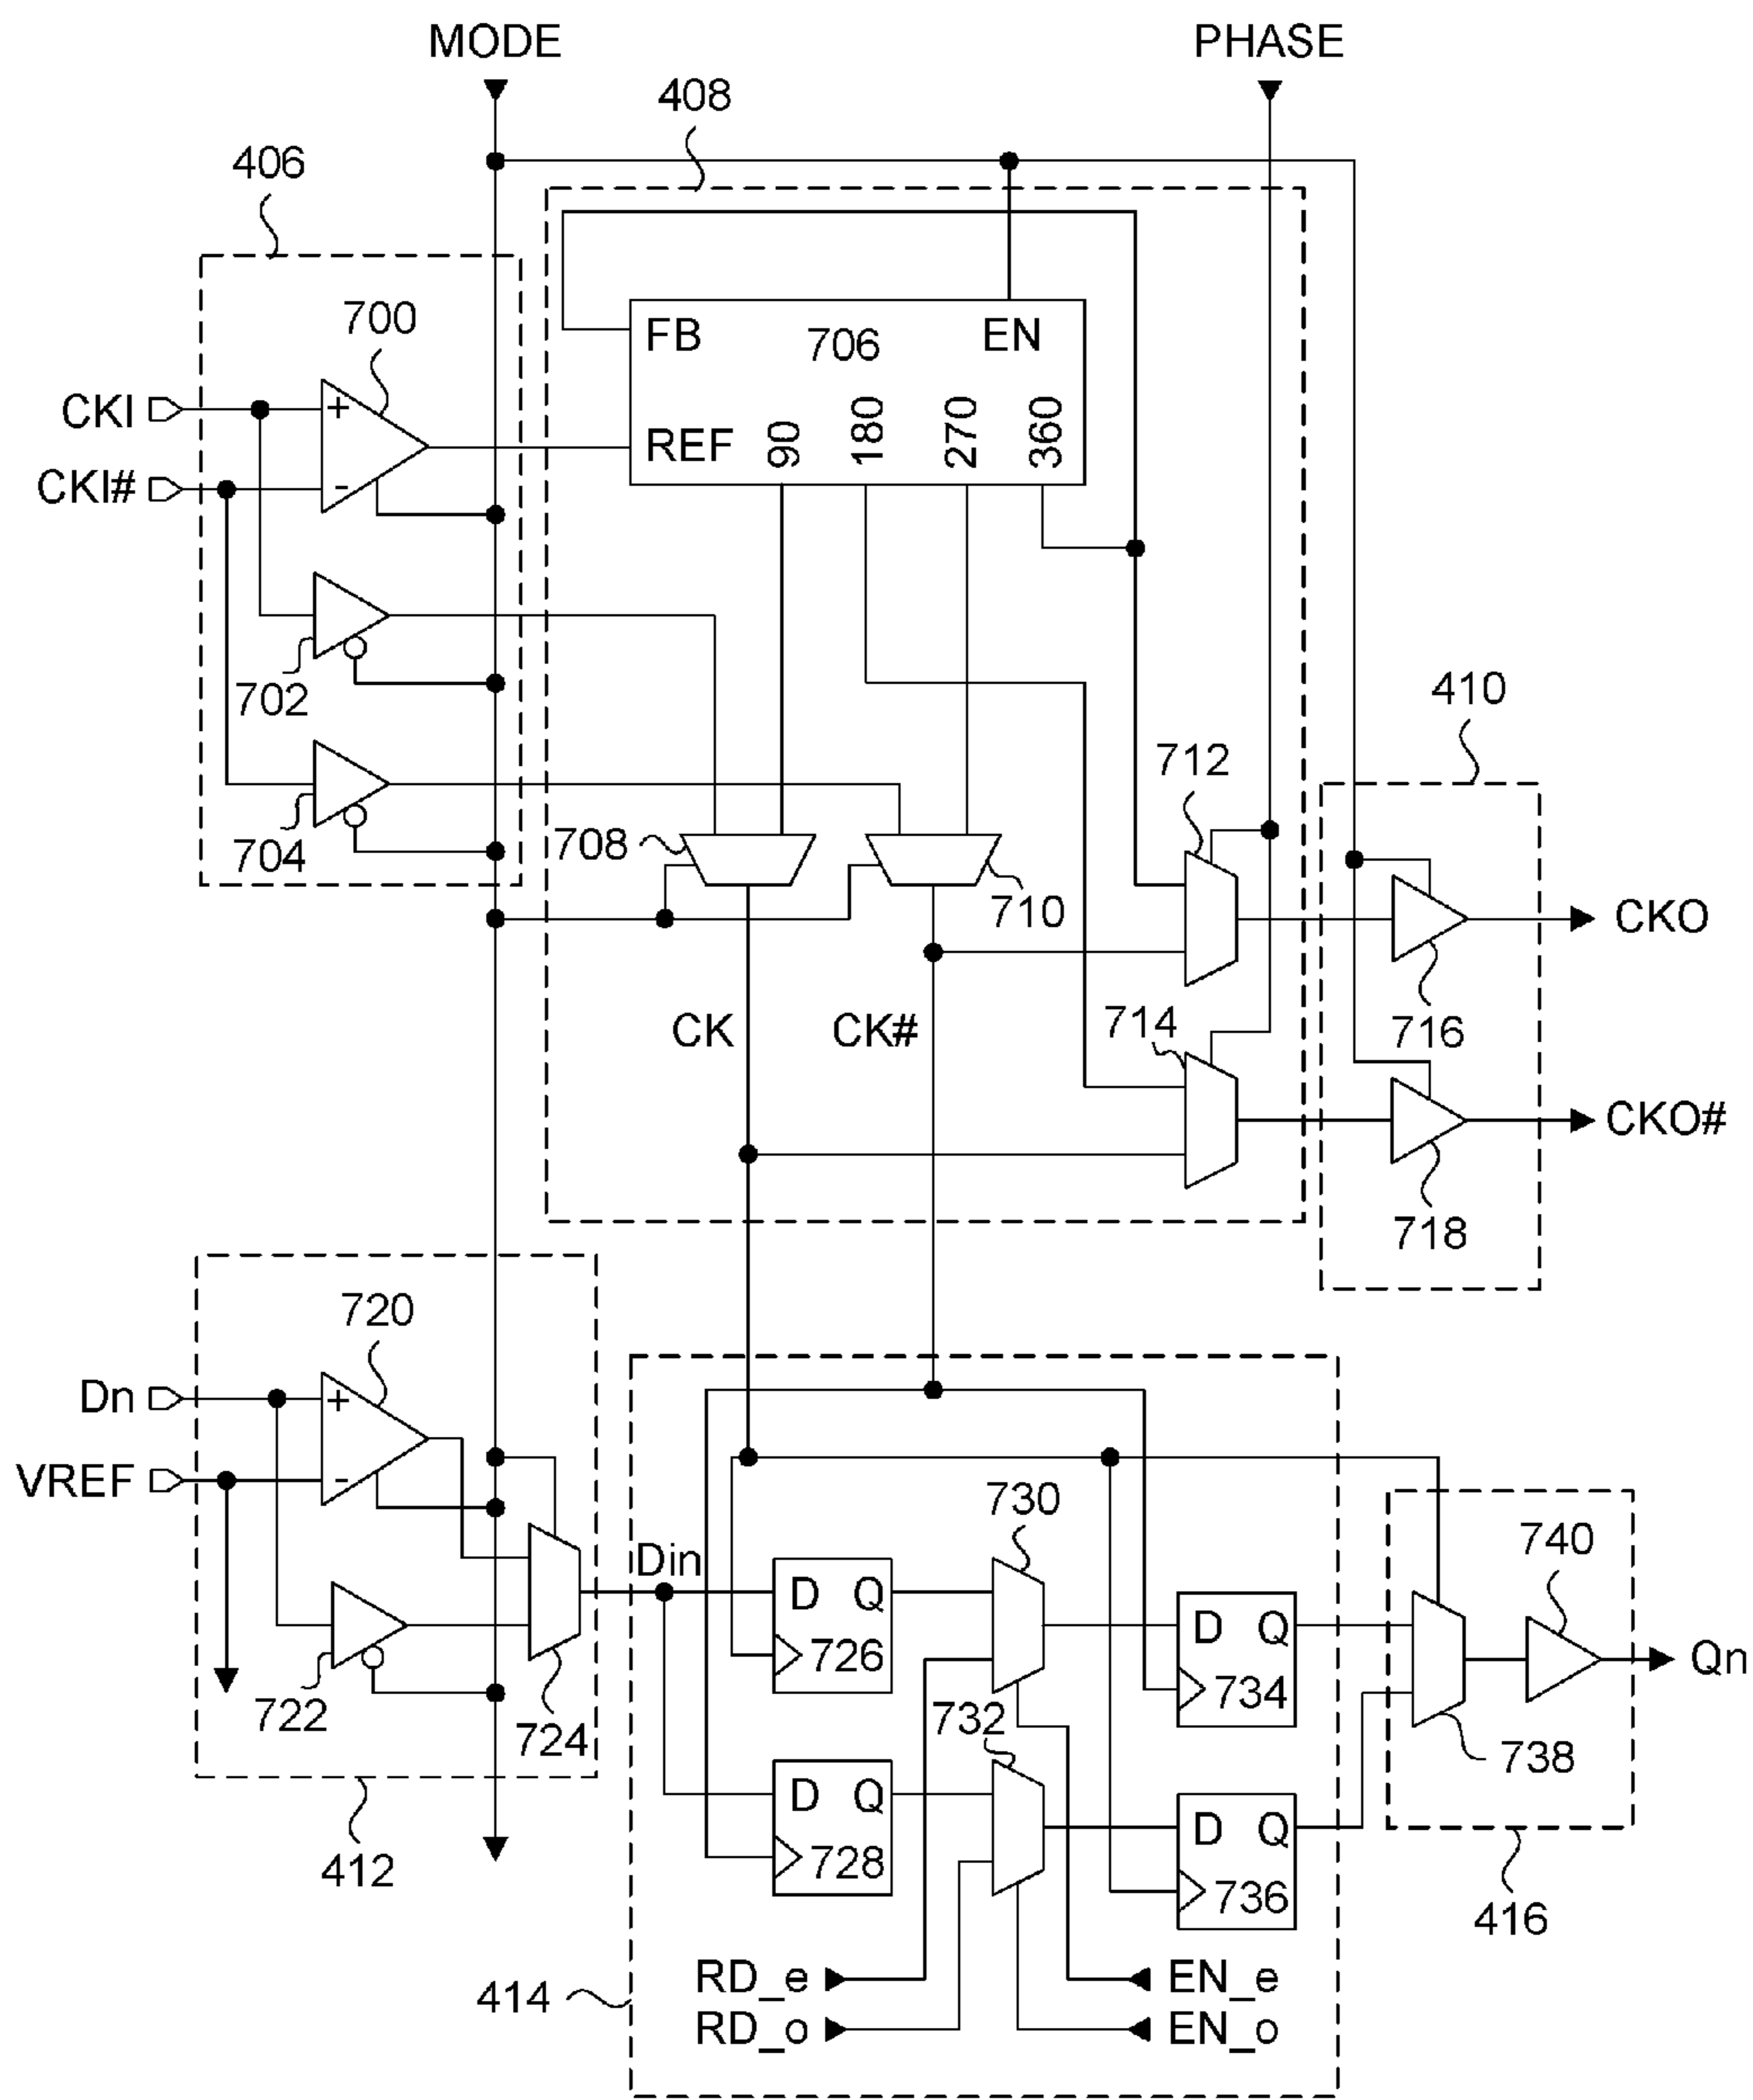 MODE
PHASE
408
406
700
FB
706
EN
CKI
REF
90
180
270
360
CKI#
702
410
712
704
708
710
CKO
CK
CK#
714
716
CKO#
718
720
Dn
VREF
730
740
Din
D Q
726
D Q
734
Qn
722
724
732
738
D Q
728
D Q
736
412
416
RD_e
EN_e
414
RD_o
EN_o
+
-
+
-